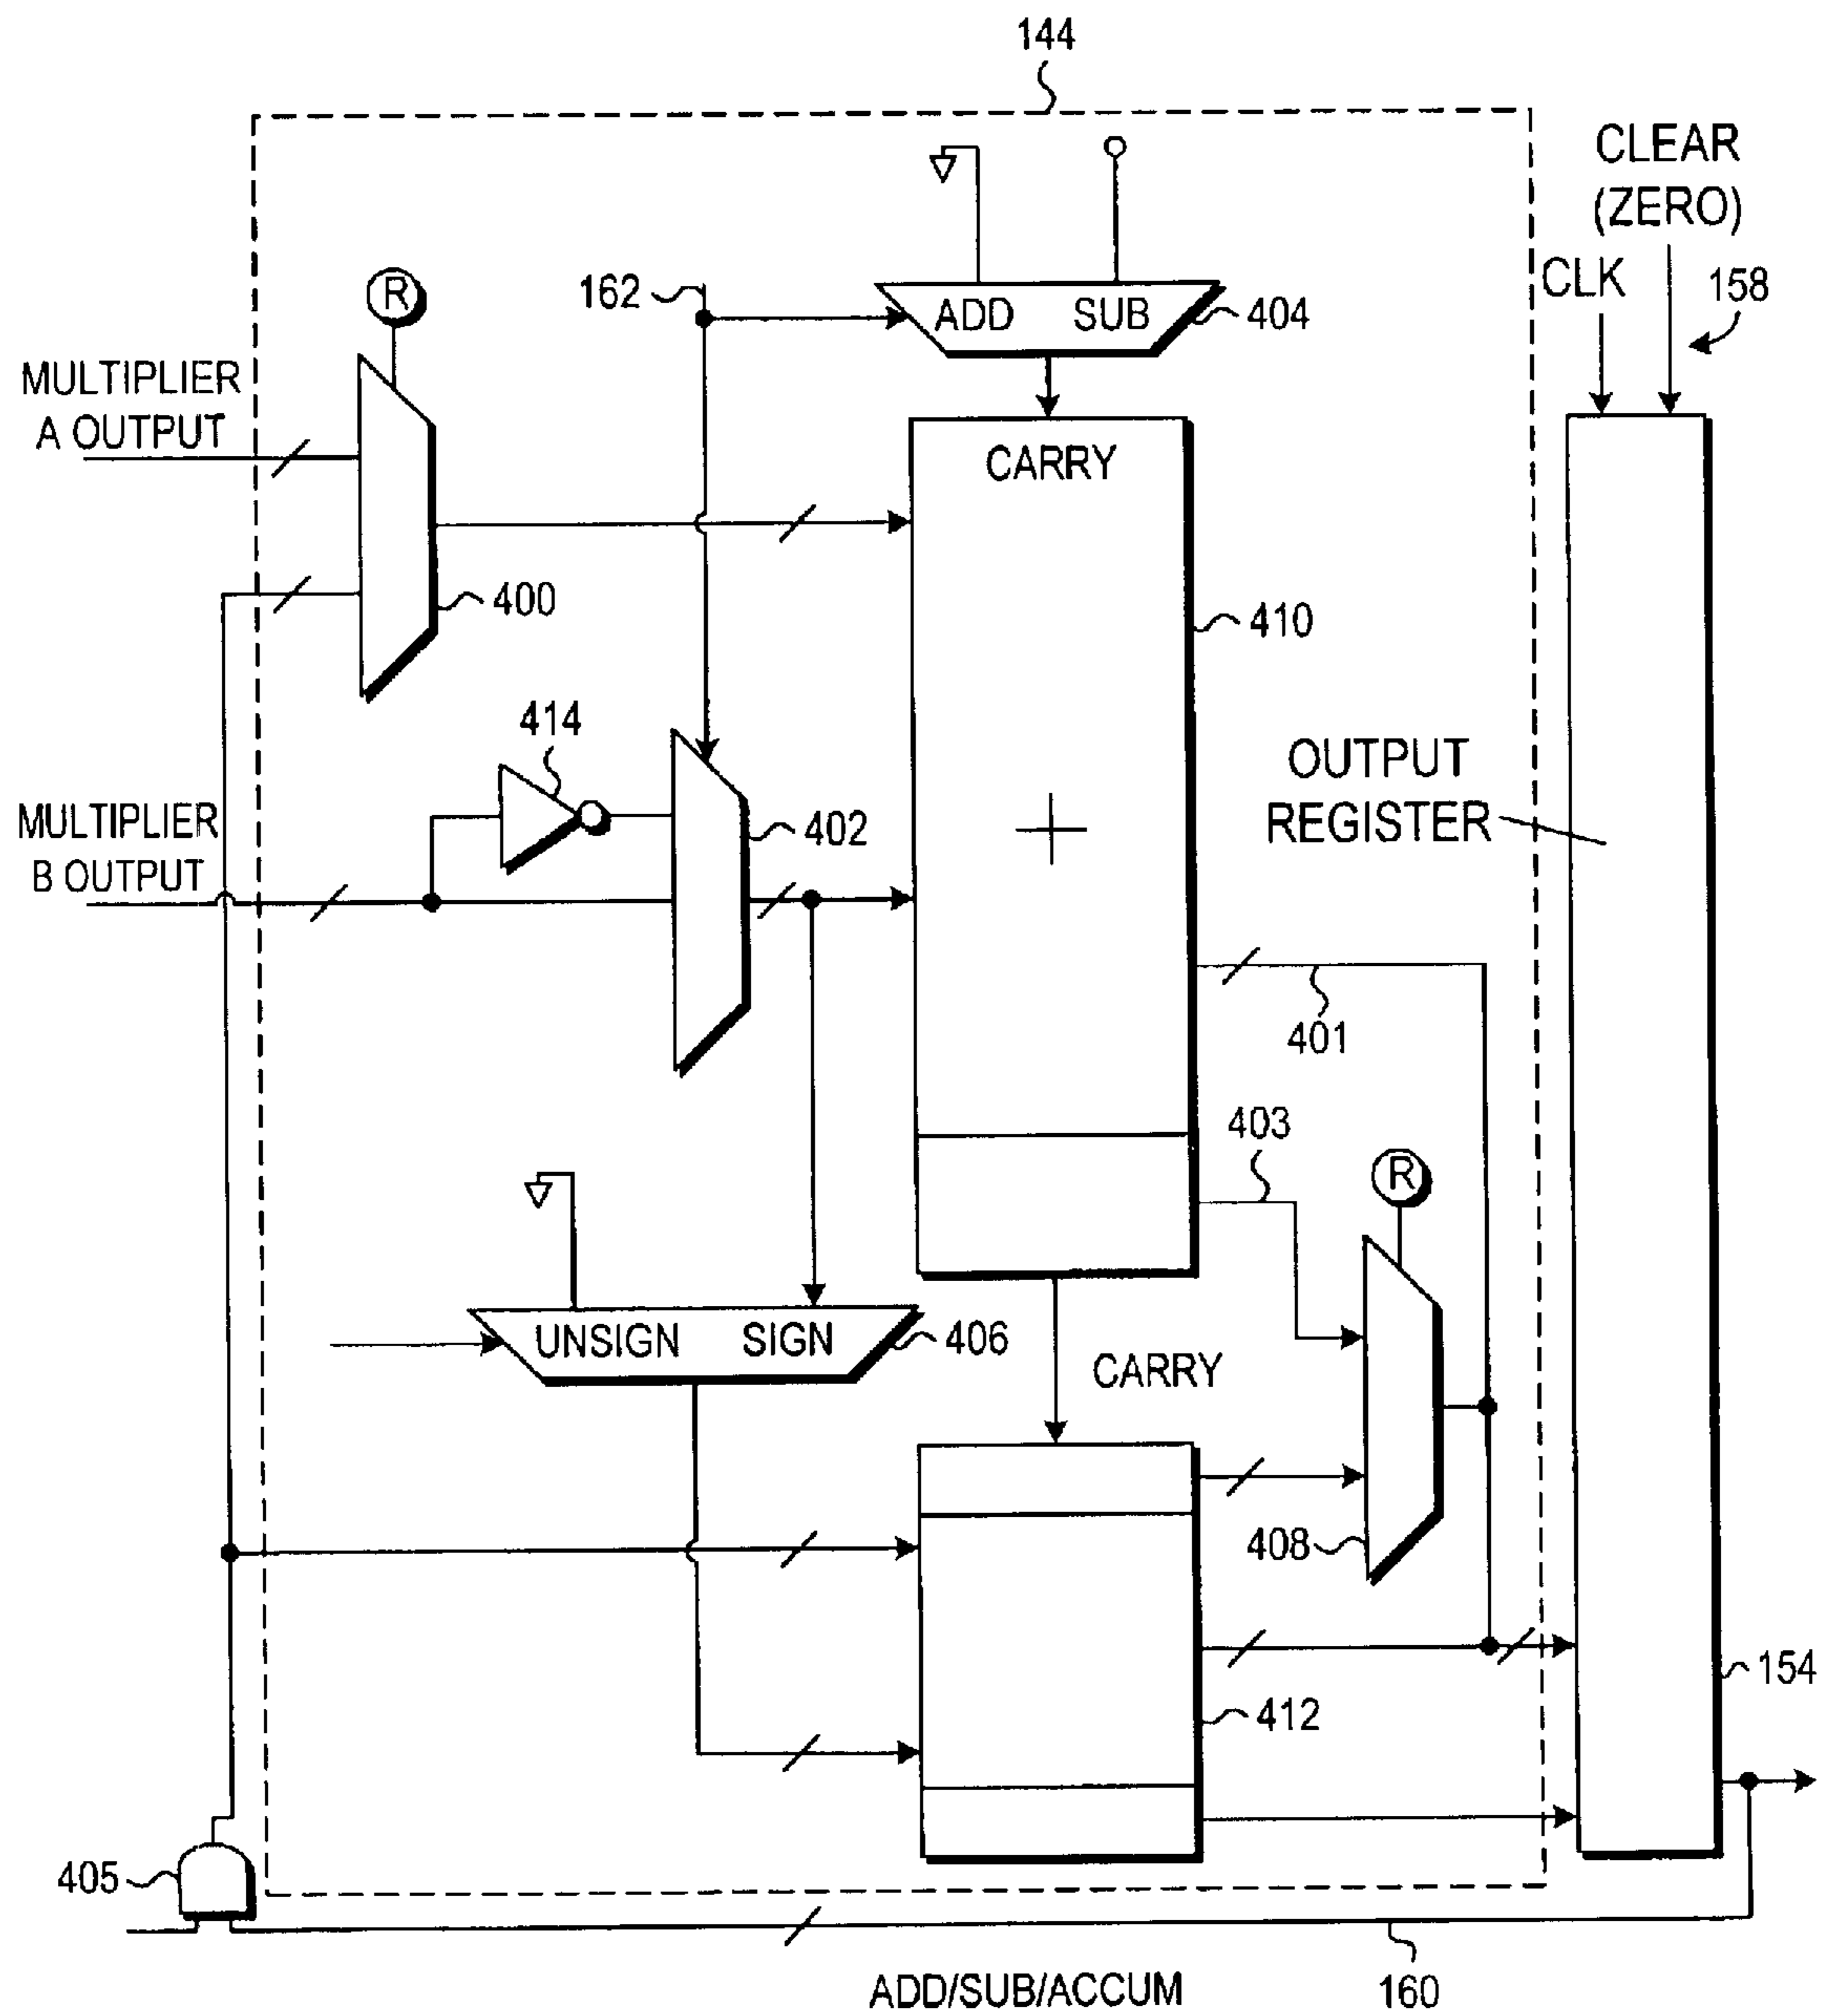 144
CLEAR
(ZERO)
CLK
158
162
ADD SUB
404
R
MULTIPLIER
A OUTPUT
CARRY
400
410
414
OUTPUT
REGISTER
MULTIPLIER
B OUTPUT
402
+
401
403
R
UNSIGN SIGN
406
CARRY
408
412
154
405
ADD/SUB/ACCUM
160